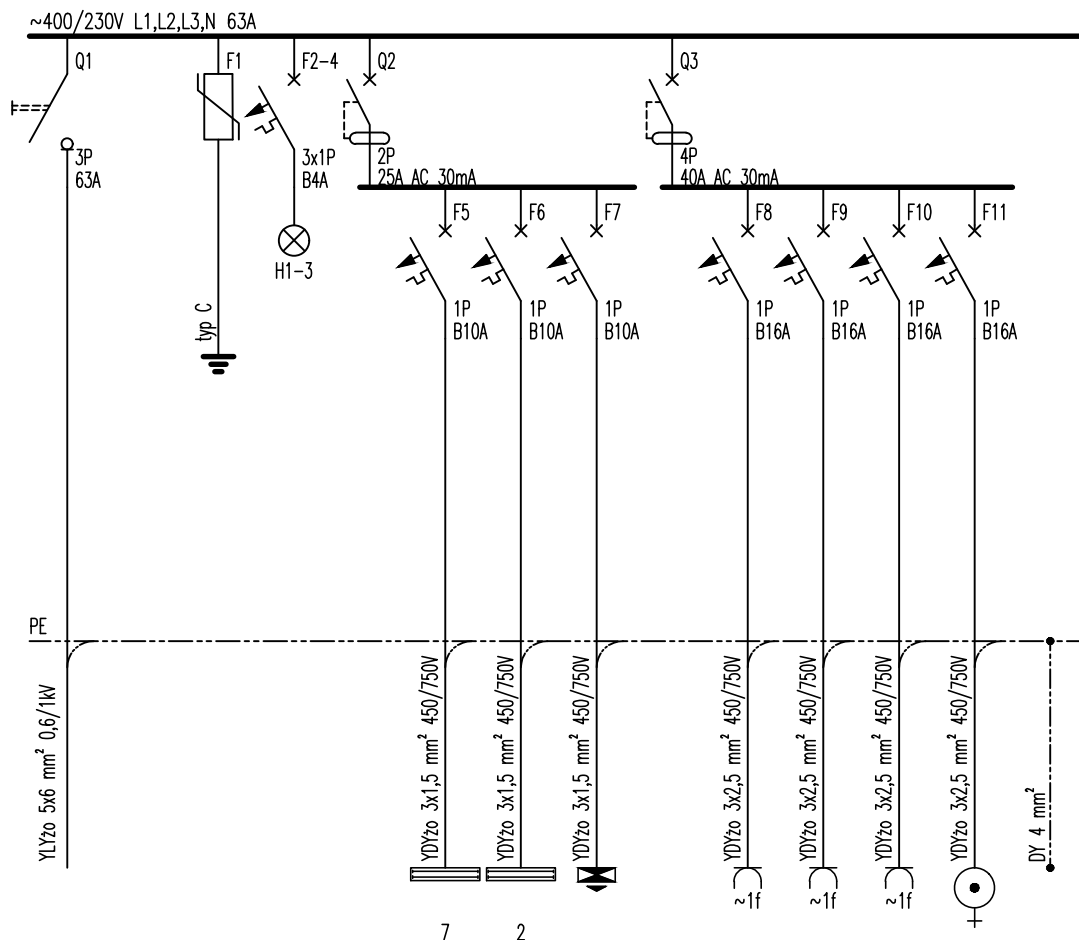 ~400/230V L1,L2,L3,N 63A
Q1
F1
F2-4
Q2
Q3
3P
63A
3x1P
B4A
2P
25A AC 30mA
4P
40A AC 30mA
H1-3
typ C
F5
F6
F7
F8
F9
F10
F11
1P
B10A
1P
B10A
1P
B10A
1P
B16A
1P
B16A
1P
B16A
1P
B16A
PE
YLYżo 5x6 mm² 0,6/1kV
YDYżo 3x1,5 mm² 450/750V
YDYżo 3x1,5 mm² 450/750V
YDYżo 3x1,5 mm² 450/750V
YDYżo 3x2,5 mm² 450/750V
YDYżo 3x2,5 mm² 450/750V
YDYżo 3x2,5 mm² 450/750V
YDYżo 3x2,5 mm² 450/750V
DY 4 mm²
~1f
~1f
~1f
7
2